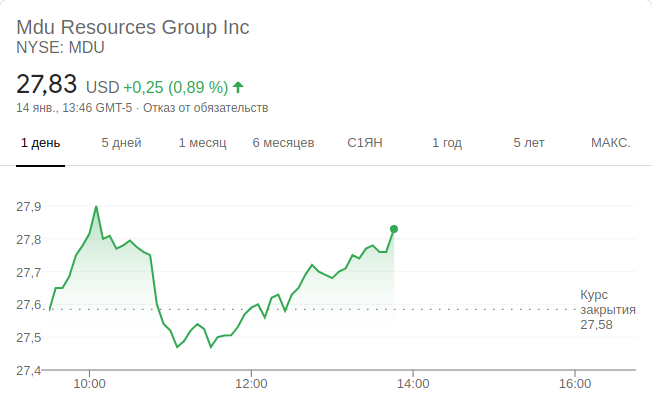 Mdu Resources Group Inc
NYSE: MDU
27,83 USD +0,25 (0,89 %)
14 янв., 13:46 GMT-5 · Отказ от обязательств
1 день 5 дней 1 месяц 6 месяцев С1ЯН 1 год 5 лет МАКС.
27,9
27,8
27,7
27,6
27,5
27,4
Курс
закрытия
27,58
10:00 12:00 14:00 16:00